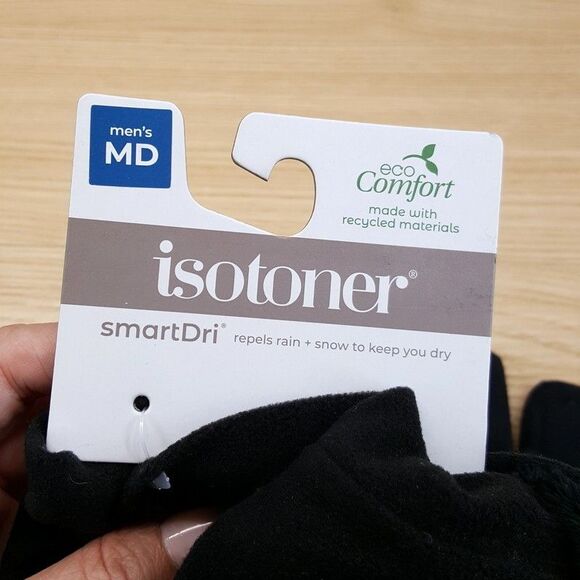 men's
MD
eco
Comfort
made with
recycled materials
isotoner®
smartDri® repels rain + snow to keep you dry